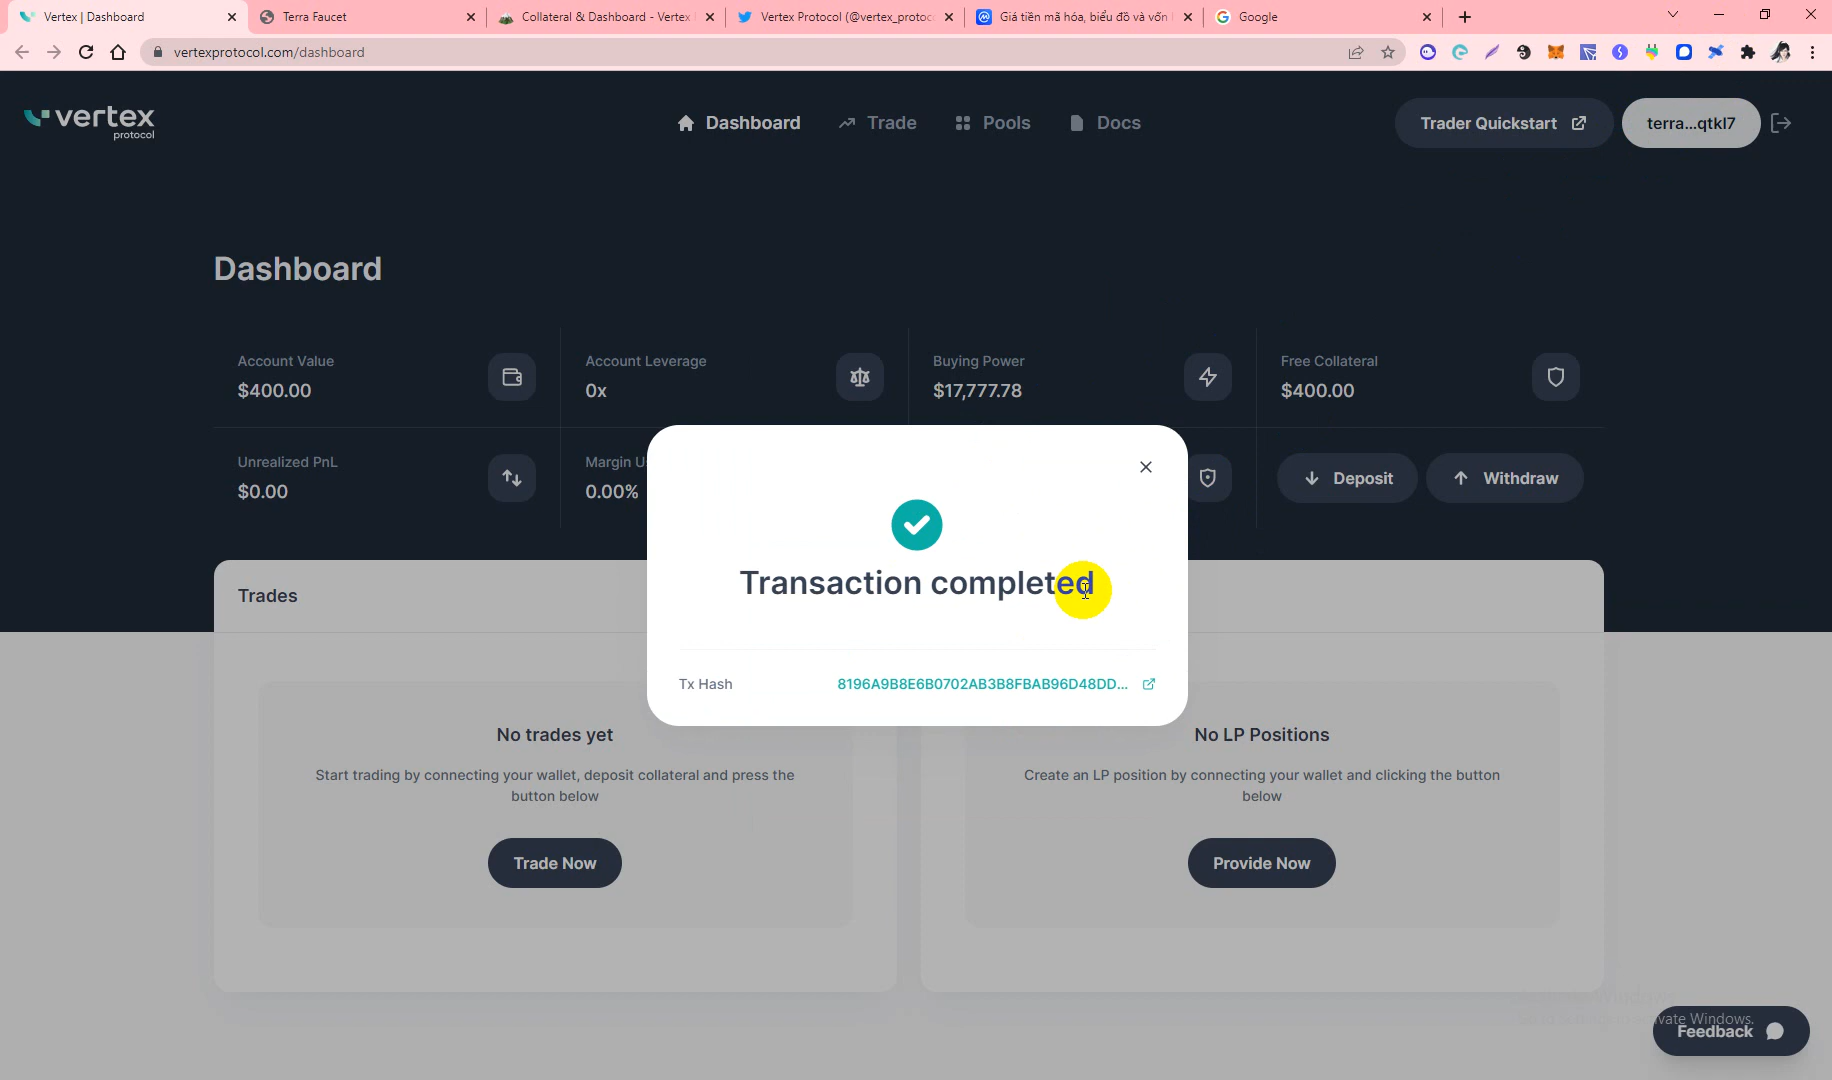 Vertex | Dashboard
Terra Faucet
Collateral & Dashboard - Vertex
Vertex Protocol (@vertex_protoc
Giá tiền mã hóa, biểu đồ và vốn
Google
vertexprotocol.com/dashboard
vertex
protocol
Dashboard
Trade
Pools
Docs
Trader Quickstart
terra...qtkl7
Dashboard
Account Value
$400.00
Account Leverage
0x
Buying Power
$17,777.78
Free Collateral
$400.00
Unrealized PnL
$0.00
Margin U
0.00%
Deposit
Withdraw
Transaction completed
Tx Hash
8196A9B8E6B0702AB3B8FBAB96D48DD...
Trades
No trades yet
Start trading by connecting your wallet, deposit collateral and press the
button below
Trade Now
No LP Positions
Create an LP position by connecting your wallet and clicking the button
below
Provide Now
Windows
vate Windows.
Feedback